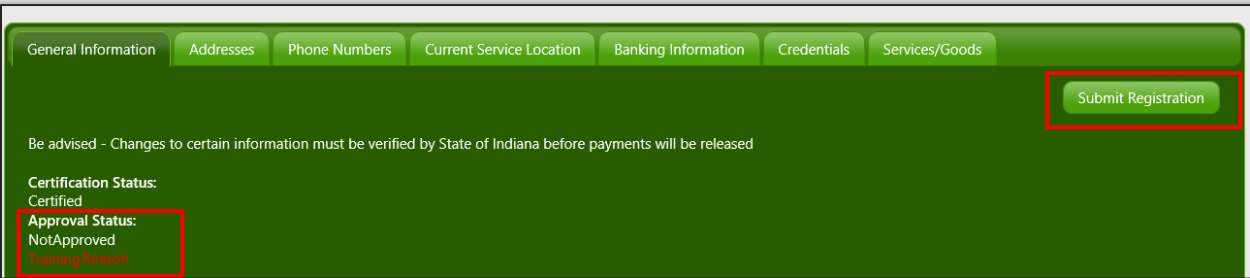 General Information Addresses Phone Numbers Current Service Location Banking Information Credentials Services/Goods
Submit Registration
Be advised - Changes to certain information must be verified by State of Indiana before payments will be released
Certification Status:
Certified
Approval Status:
NotApproved
Training Reason